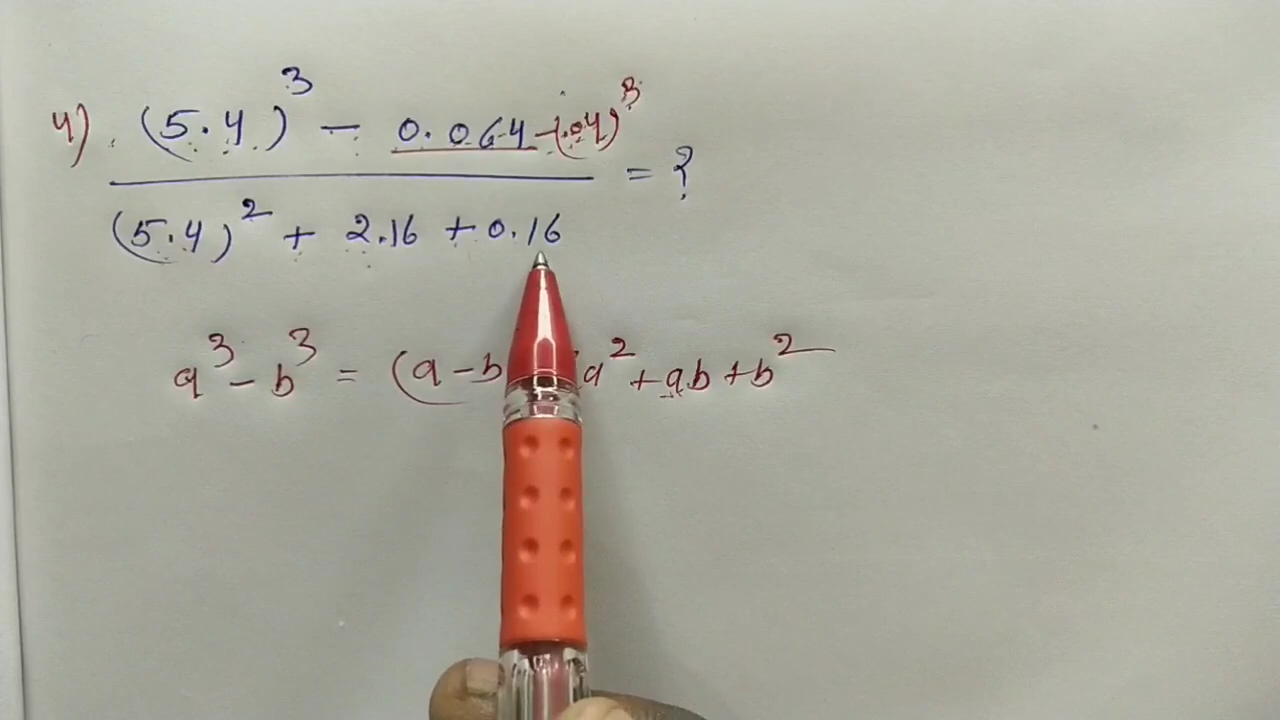 4) (5.4)³ - 0.064 - (.04)³
(5.4)² + 2.16 + 0.16 = ?
a³ - b³ = (a - b (a² + ab + b²